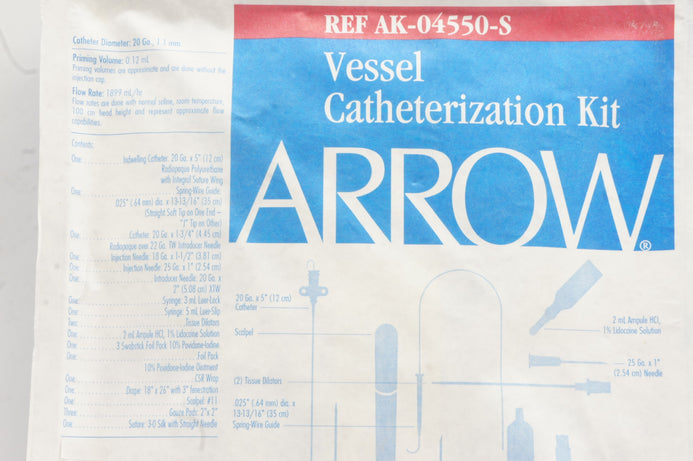 REF AK-04550-S
Vessel
Catheterization Kit
ARROW®
Catheter Diameter: 20 Ga., 1.1 mm
Priming Volume: 0.12 mL
Priming volumes are approximate and are done without the
injection cap.
Flow Rate: 1899 mL/hr
Flow rates are done with normal saline, room temperature,
100 cm head height and represent approximate flow
capabilities.
Contents:
One: Indwelling Catheter: 20 Ga. x 5" (12 cm)
Radiopaque Polyurethane
with Integral Suture Wing
One: Spring-Wire Guide:
.025" (.64 mm) dia. x 13-13/16" (35 cm)
(Straight Soft Tip on One End –
"J" Tip on Other)
One: Catheter: 20 Ga. x 1-3/4" (4.45 cm)
Radiopaque over 22 Ga. TW Introducer Needle
One: Injection Needle: 18 Ga. x 1-1/2" (3.81 cm)
One: Injection Needle: 25 Ga. x 1" (2.54 cm)
One: Introducer Needle: 20 Ga. x
2" (5.08 cm) XTW
One: Syringe: 3 mL Luer-Lock
One: Syringe: 5 mL Luer-Slip
Two: Tissue Dilators
One: 2 mL Ampule HCl, 1% Lidocaine Solution
One: 3 Swabstick Foil Pack 10% Povidone-Iodine
One: Foil Pack
10% Povidone-Iodine Ointment
One: CSR Wrap
One: Drape: 18" x 26" with 3" fenestration
One: Scalpel: #11
Three: Gauze Pads: 2" x 2"
One: Suture: 3-0 Silk with Straight Needle
20 Ga. x 5" (12 cm)
Catheter
Scalpel
(2) Tissue Dilators
.025" (.64 mm) dia. x
13-13/16" (35 cm)
Spring-Wire Guide
2 mL Ampule HCl,
1% Lidocaine Solution
25 Ga. x 1"
(2.54 cm) Needle